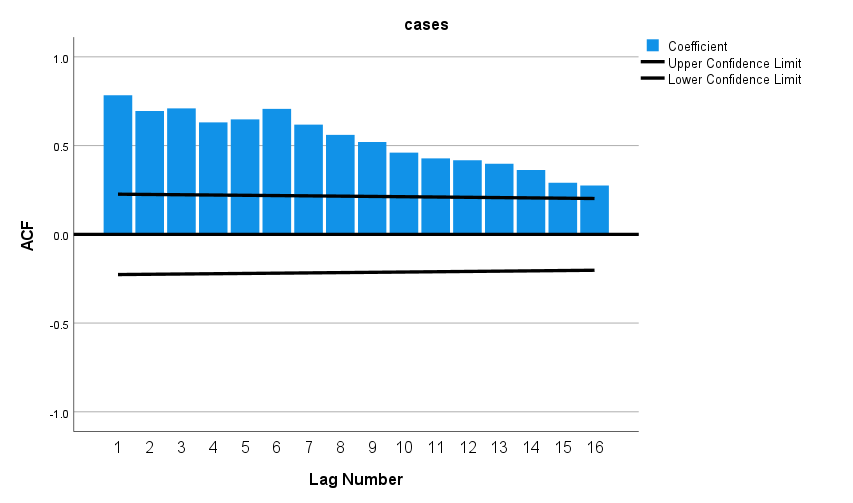 cases
Coefficient
Upper Confidence Limit
Lower Confidence Limit
1.0
0.5
0.0
-0.5
-1.0
ACF
1 2 3 4 5 6 7 8 9 10 11 12 13 14 15 16
Lag Number